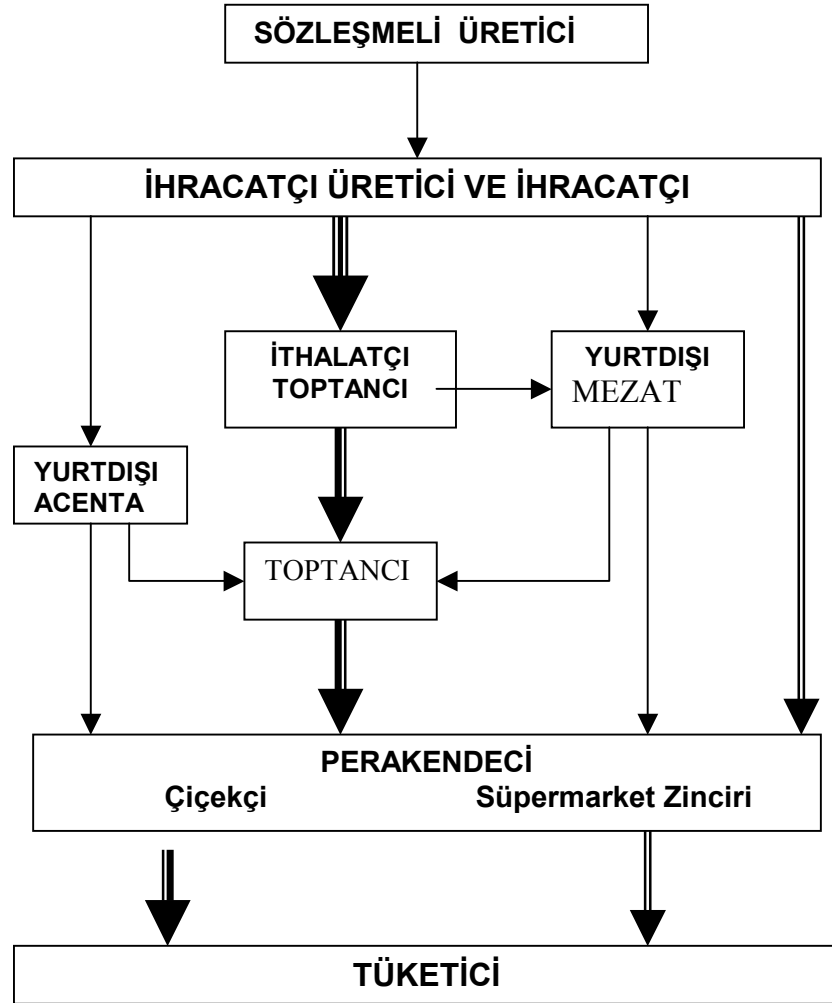 SÖZLEŞMELİ ÜRETİCİ
İHRACATÇI ÜRETİCİ VE İHRACATÇI
İTHALATÇI
TOPTANCI
YURTDIŞI
MEZAT
YURTDIŞI
ACENTA
TOPTANCI
PERAKENDECİ
Çiçekçi Süpermarket Zinciri
TÜKETİCİ